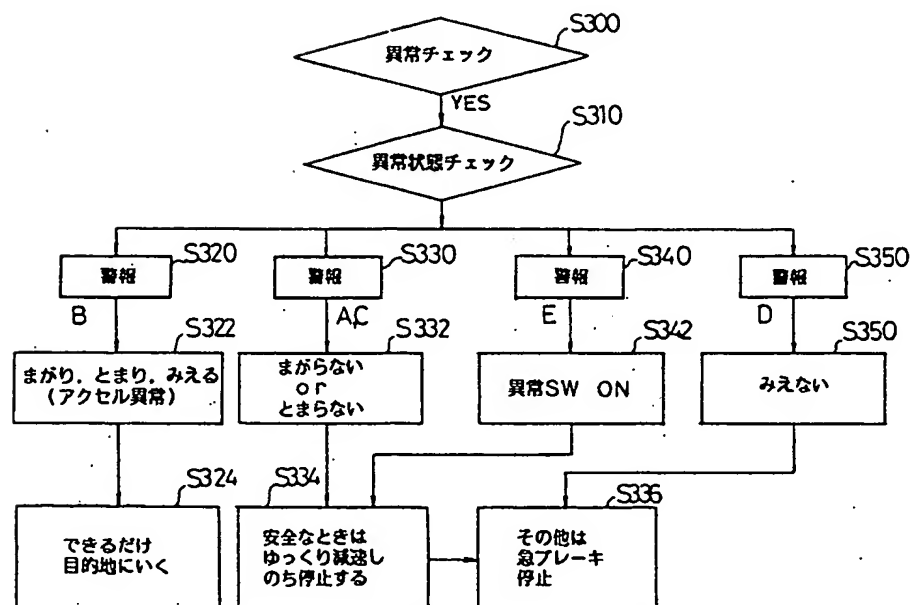 S300
異常チェック
YES
S310
異常状態チェック
S320
警報
S330
警報
S340
警報
S350
警報
B
A,C
E
D
S322
まがり.とまり.みえる
(アクセル異常)
S332
まがらない
or
とまらない
S342
異常SW ON
S350
みえない
S324
できるだけ
目的地にいく
S334
安全なときは
ゆっくり減速し
のち停止する
S336
その他は
急ブレーキ
停止